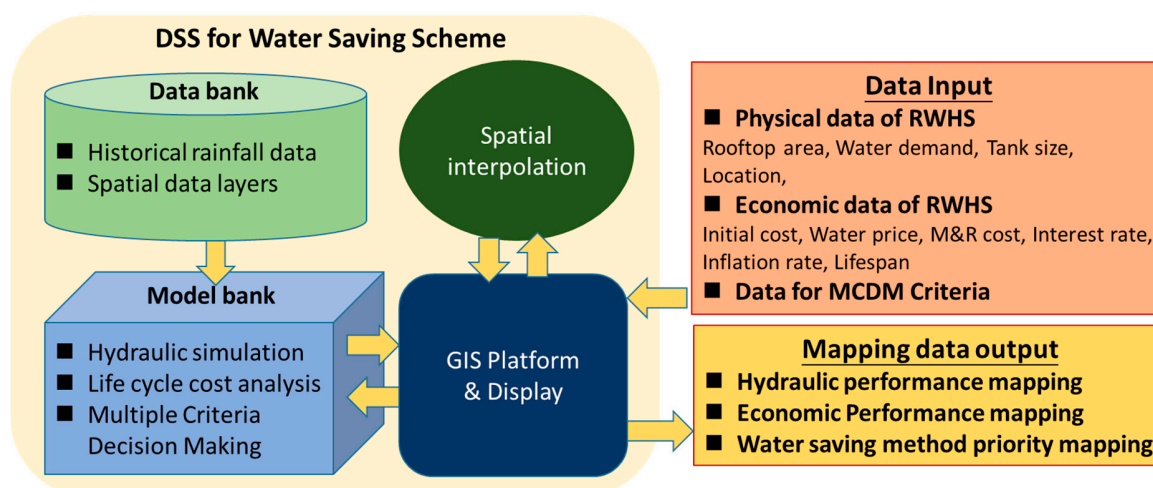 DSS for Water Saving Scheme
Data bank
■ Historical rainfall data
■ Spatial data layers
Spatial
interpolation
Model bank
■ Hydraulic simulation
■ Life cycle cost analysis
■ Multiple Criteria
Decision Making
GIS Platform
& Display
Data Input
■ Physical data of RWHS
Rooftop area, Water demand, Tank size,
Location,
■ Economic data of RWHS
Initial cost, Water price, M&R cost, Interest rate,
Inflation rate, Lifespan
■ Data for MCDM Criteria
Mapping data output
■ Hydraulic performance mapping
■ Economic Performance mapping
■ Water saving method priority mapping